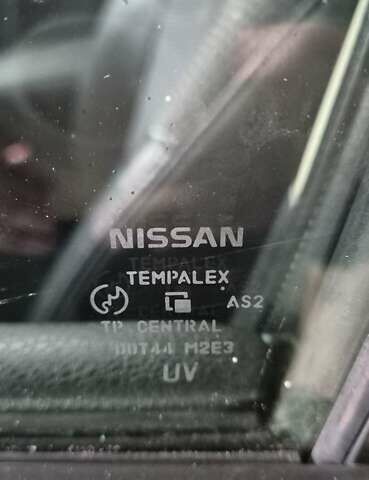 NISSAN
TEMPALEX
AS2
TP. CENTRAL
DOT44 M2E3
UV